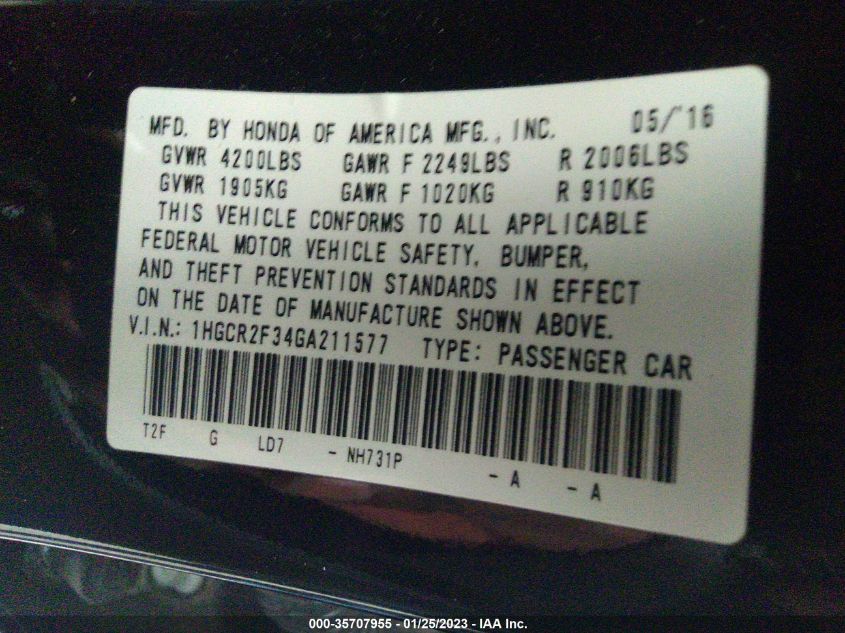 MFD. BY HONDA OF AMERICA MFG., INC. 05/'16
GVWR 4200LBS GAWR F 2249LBS R 2006LBS
GVWR 1905KG GAWR F 1020KG R 910KG
THIS VEHICLE CONFORMS TO ALL APPLICABLE
FEDERAL MOTOR VEHICLE SAFETY, BUMPER,
AND THEFT PREVENTION STANDARDS IN EFFECT
ON THE DATE OF MANUFACTURE SHOWN ABOVE.
V.I.N.: 1HGCR2F34GA211577 TYPE: PASSENGER CAR
T2F G LD7 - NH731P - A - A
000-35707955 - 01/25/2023 - IAA Inc.